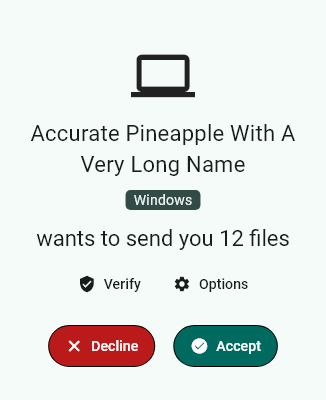 Accurate Pineapple With A
Very Long Name
Windows
wants to send you 12 files
Verify Options
Decline Accept